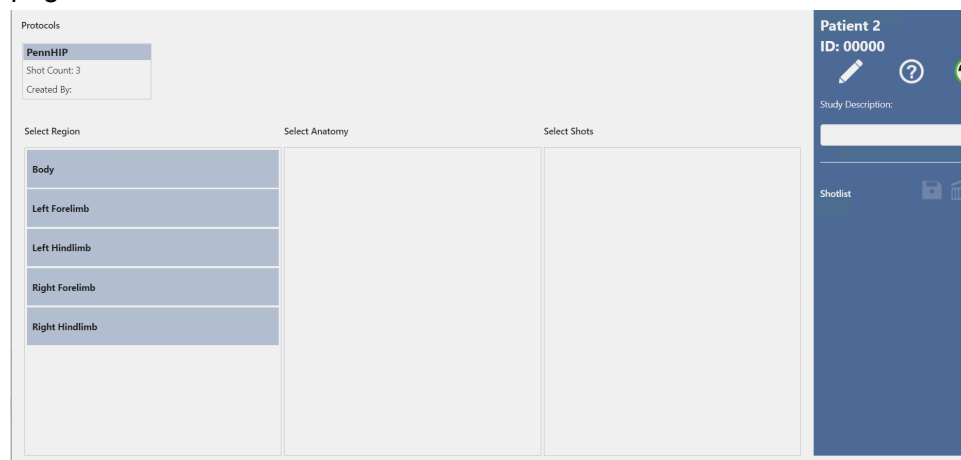 Protocols
PennHIP
Shot Count: 3
Created By:
Select Region
Select Anatomy
Select Shots
Body
Left Forelimb
Left Hindlimb
Right Forelimb
Right Hindlimb
Patient 2
ID: 00000
Study Description:
Shotlist